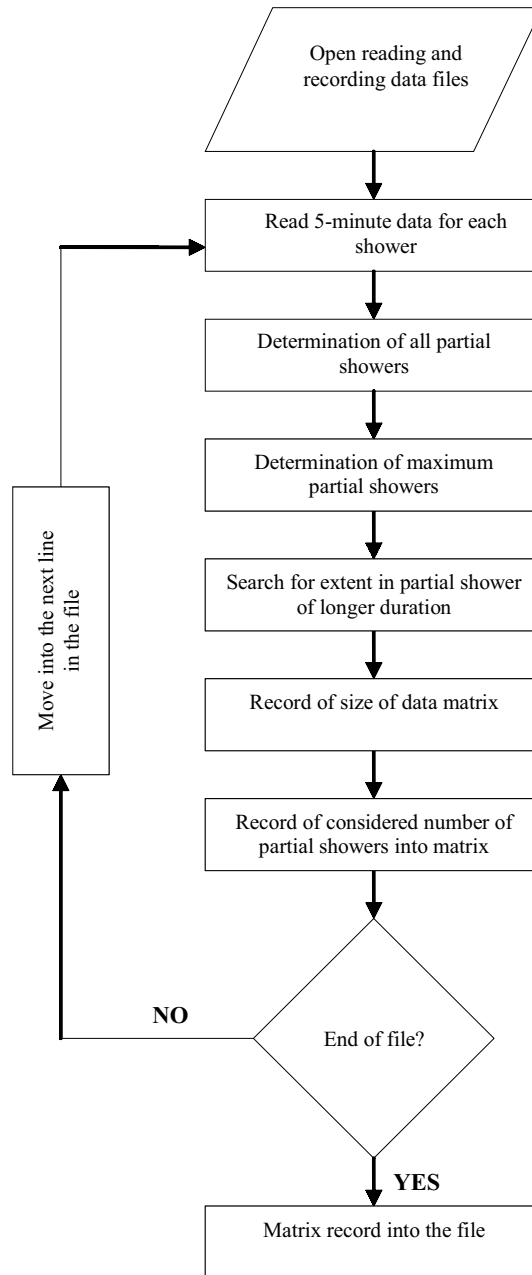 Open reading and
recording data files
Read 5-minute data for each
shower
Determination of all partial
showers
Determination of maximum
partial showers
Search for extent in partial shower
of longer duration
Record of size of data matrix
Record of considered number of
partial showers into matrix
Move into the next line
in the file
End of file?
NO
YES
Matrix record into the file